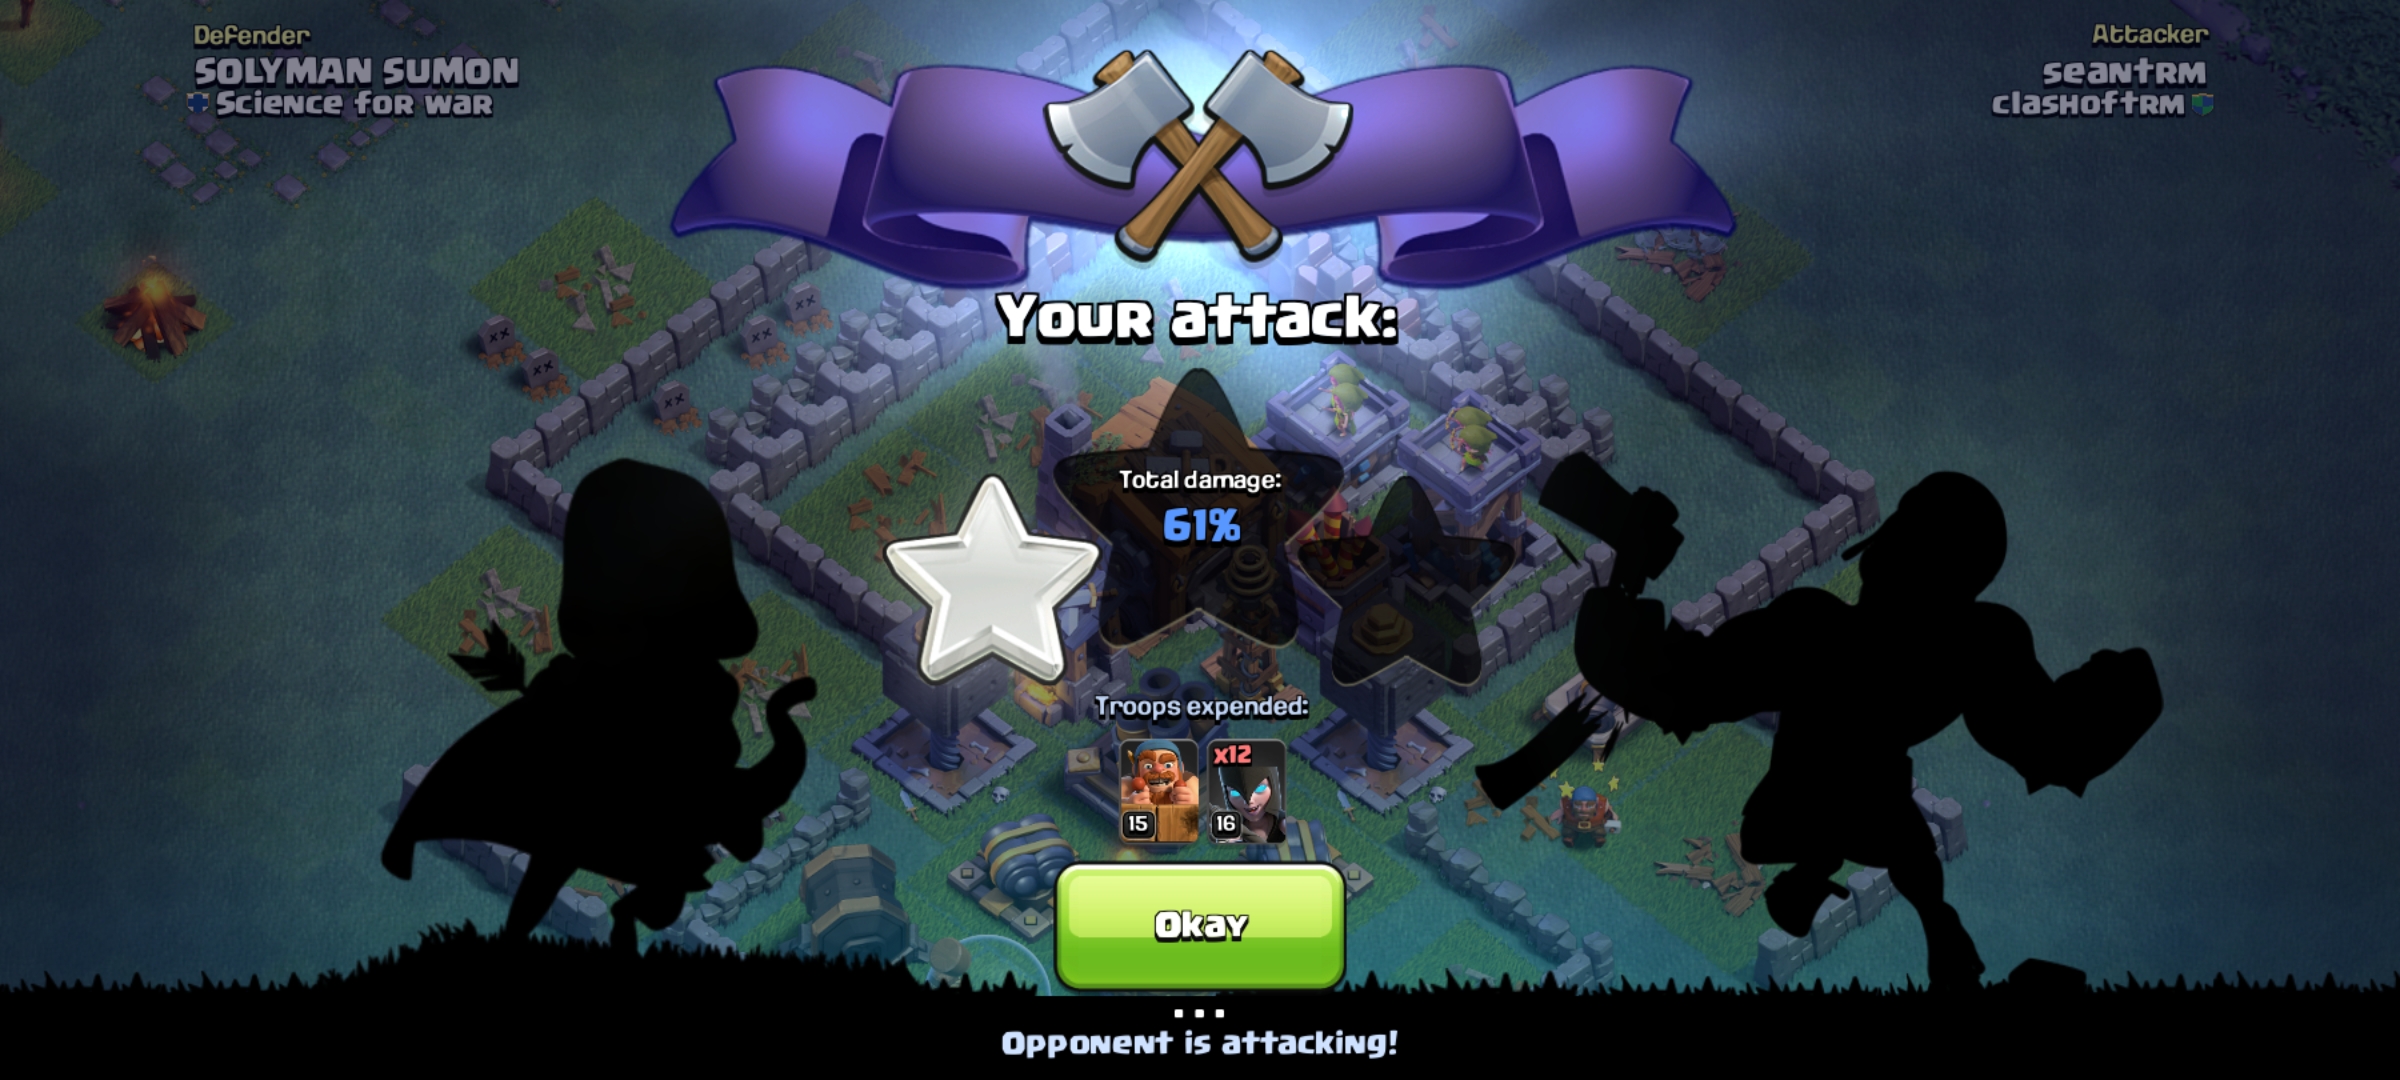 Defender
SOLYMAN SUMON
Science for war
Attacker
seantRM
clashoftRM
Your attack:
Total damage:
61%
Troops expended:
x12
15
16
Okay
...
Opponent is attacking!